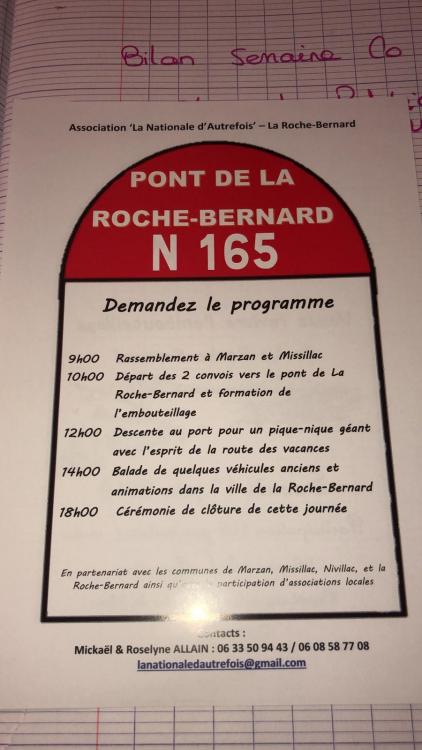 Bilan Semaine Co
Association 'La Nationale d'Autrefois' – La Roche-Bernard
PONT DE LA
ROCHE-BERNARD
N 165
Demandez le programme
9h00 Rassemblement à Marzan et Missillac
10h00 Départ des 2 convois vers le pont de La
Roche-Bernard et formation de
l'embouteillage
12h00 Descente au port pour un pique-nique géant
avec l'esprit de la route des vacances
14h00 Balade de quelques véhicules anciens et
animations dans la ville de la Roche-Bernard
18h00 Cérémonie de clôture de cette journée
En partenariat avec les communes de Marzan, Missillac, Nivillac, et la
Roche-Bernard ainsi participation d'associations locales
Contacts :
Mickaël & Roselyne ALLAIN : 06 33 50 94 43 / 06 08 58 77 08
lanationaledautrefois@gmail.com